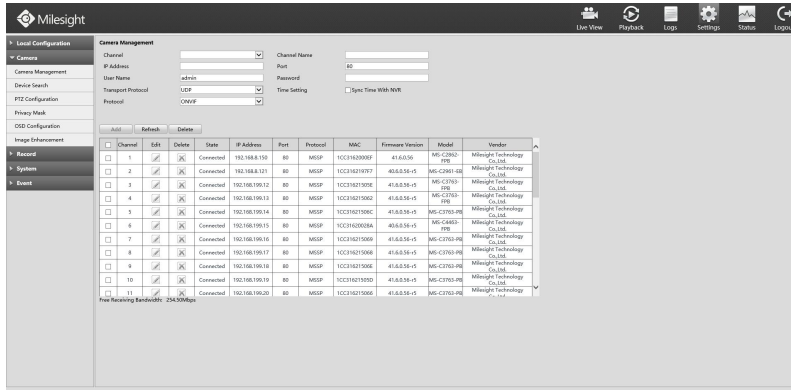 Milesight
Live View Playback Logs Settings Status Logou
Local Configuration
Camera
Camera Management
Device Search
PTZ Configuration
Privacy Mask
OSD Configuration
Image Enhancement
Record
System
Event
Camera Management
Channel Channel Name
IP Address Port 80
User Name admin Password
Transport Protocol UDP Time Setting Sync Time With NVR
Protocol ONVIF
Add Refresh Delete
Channel Edit Delete State IP Address Port Protocol MAC Firmware Version Model Vendor
1 Connected 192.168.8.150 80 MSSP 1CC3162000EF 41.6.0.56 MS-C2862-FPB Milesight Technology Co.,Ltd.
2 Connected 192.168.8.121 80 MSSP 1CC3162197F7 40.6.0.56-r5 MS-C2961-EB Milesight Technology Co.,Ltd.
3 Connected 192.168.199.12 80 MSSP 1CC31621505E 41.6.0.56-r5 MS-C3763-FPB Milesight Technology Co.,Ltd.
4 Connected 192.168.199.13 80 MSSP 1CC316215062 41.6.0.56-r5 MS-C3763-FPB Milesight Technology Co.,Ltd.
5 Connected 192.168.199.14 80 MSSP 1CC31621506C 41.6.0.56-r5 MS-C3763-PB Milesight Technology Co.,Ltd.
6 Connected 192.168.199.15 80 MSSP 1CC3162002BA 40.6.0.56-r5 MS-C4463-FPB Milesight Technology Co.,Ltd.
7 Connected 192.168.199.16 80 MSSP 1CC316215069 41.6.0.56-r5 MS-C3763-PB Milesight Technology Co.,Ltd.
8 Connected 192.168.199.17 80 MSSP 1CC31621506B 41.6.0.56-r5 MS-C3763-PB Milesight Technology Co.,Ltd.
9 Connected 192.168.199.18 80 MSSP 1CC31621506E 41.6.0.56-r5 MS-C3763-PB Milesight Technology Co.,Ltd.
10 Connected 192.168.199.19 80 MSSP 1CC31621505D 41.6.0.56-r5 MS-C3763-PB Milesight Technology Co.,Ltd.
11 Connected 192.168.199.20 80 MSSP 1CC316215066 41.6.0.56-r5 MS-C3763-PB Milesight Technology Co.,Ltd.
Free Receiving Bandwidth: 254.50Mbps